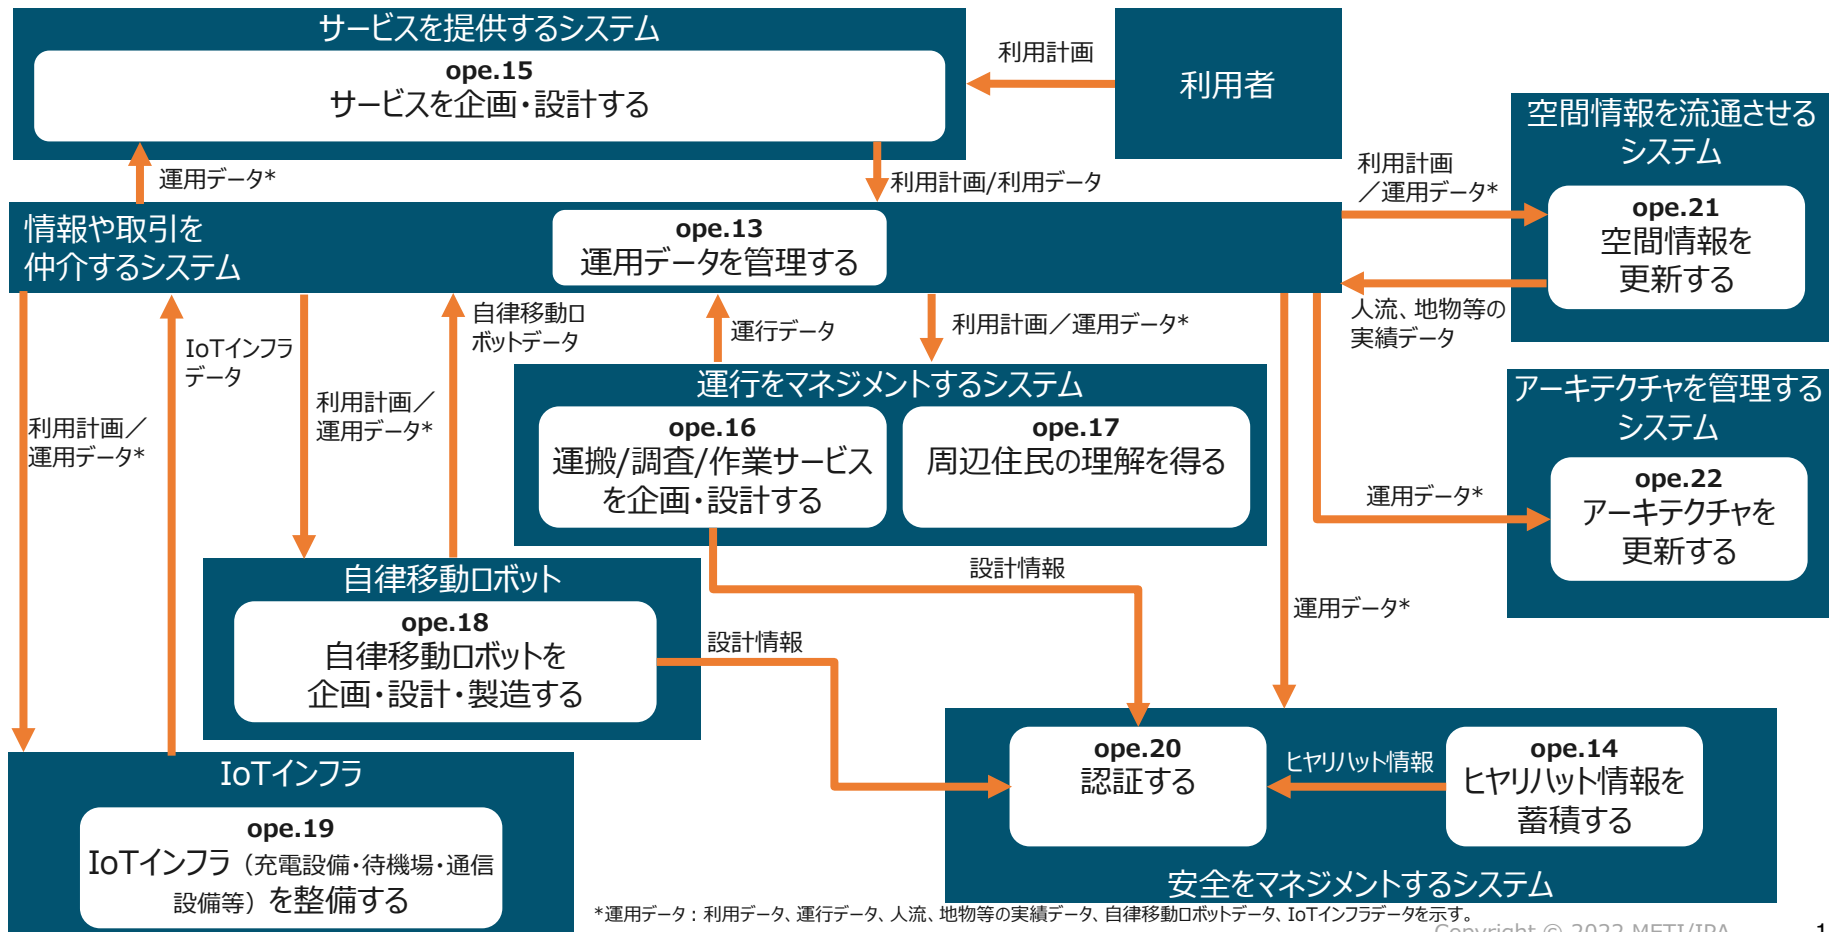 サービスを提供するシステム
ope.15
サービスを企画・設計する
利用計画
利用者
空間情報を流通させる
システム
ope.21
空間情報を
更新する
運用データ*
利用計画/利用データ
利用計画
／運用データ*
情報や取引を
仲介するシステム
ope.13
運用データを管理する
人流、地物等の
実績データ
IoTインフラ
データ
自律移動ロ
ボットデータ
運行データ
利用計画／運用データ*
利用計画／
運用データ*
利用計画／
運用データ*
運行をマネジメントするシステム
ope.16
運搬/調査/作業サービス
を企画・設計する
ope.17
周辺住民の理解を得る
アーキテクチャを管理する
システム
ope.22
アーキテクチャを
更新する
運用データ*
設計情報
運用データ*
自律移動ロボット
ope.18
自律移動ロボットを
企画・設計・製造する
設計情報
IoTインフラ
ope.19
IoTインフラ（充電設備・待機場・通信
設備等）を整備する
ope.20
認証する
ヒヤリハット情報
ope.14
ヒヤリハット情報を
蓄積する
安全をマネジメントするシステム
*運用データ：利用データ、運行データ、人流、地物等の実績データ、自律移動ロボットデータ、IoTインフラデータを示す。
Copyright © 2022 METI/IPA
1